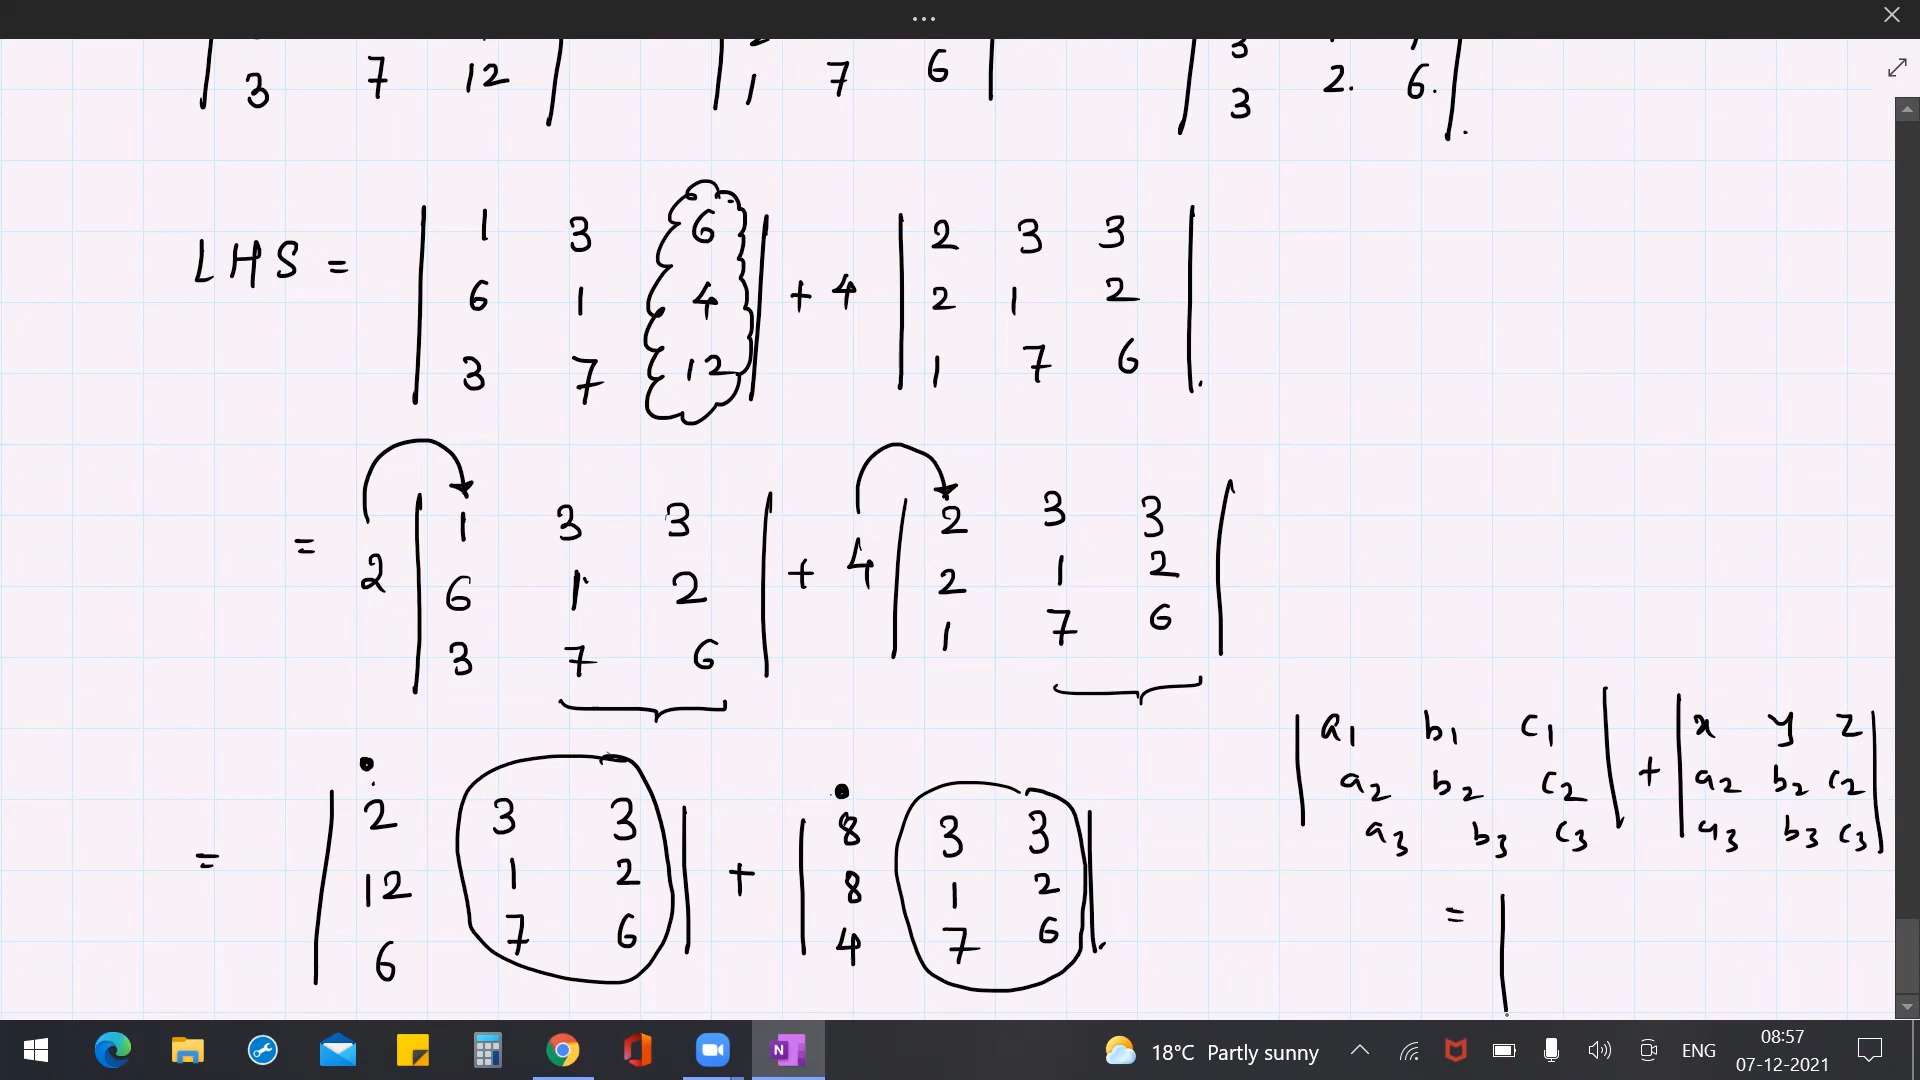 ...
3 7 12 1 7 6 3 2. 6.
3
LHS = | 1 3 6 | + 4 | 2 3 3 |
6 1 4 2 1 2
3 7 12 1 7 6 .
= 2 | 1 3 3 | + 4 | 2 3 3 |
6 1 2 2 1 2
3 7 6 1 7 6
= | 2 3 3 | + | 8 3 3 |
12 1 2 8 1 2
6 7 6 4 7 6 .
| a1 b1 c1 | + | x y z |
a2 b2 c2 a2 b2 c2
a3 b3 c3 a3 b3 c3
= |
18°C Partly sunny
ENG
08:57
07-12-2021